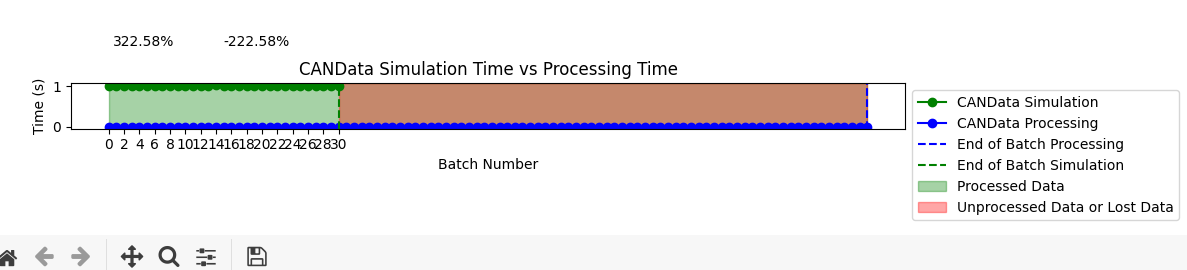 322.58% -222.58%
CANData Simulation Time vs Processing Time
Time (s)
1
0
0 2 4 6 8 10 12 14 16 18 20 22 24 26 28 30
Batch Number
CANData Simulation
CANData Processing
End of Batch Processing
End of Batch Simulation
Processed Data
Unprocessed Data or Lost Data